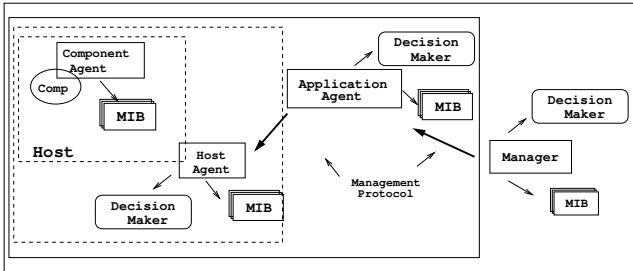 Component
Agent
Comp
MIB
Host
Host
Agent
Decision
Maker
MIB
Decision
Maker
Application
Agent
MIB
Management
Protocol
Decision
Maker
Manager
MIB